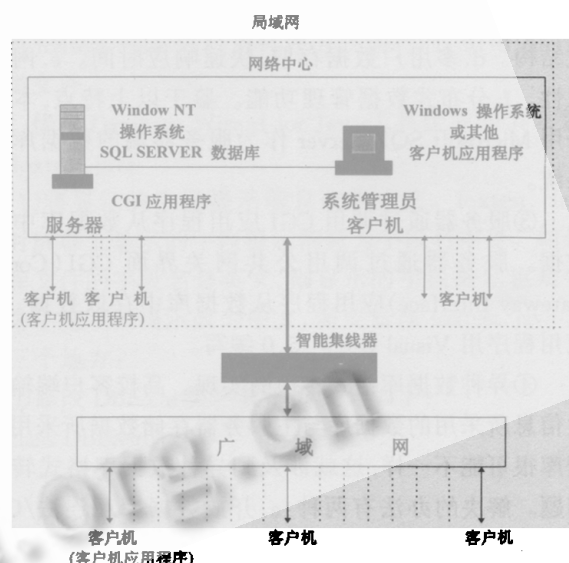 局域网
网络中心
Window NT
操作系统
SQL SERVER 数据库
CGI 应用程序
服务器
Windows 操作系统
或其他
客户机应用程序
系统管理员
客户机
客户机
(客户机应用程序)
客户机
客户机
智能集线器
广域网
客户机
(客户机应用程序)
客户机
客户机
org.cn